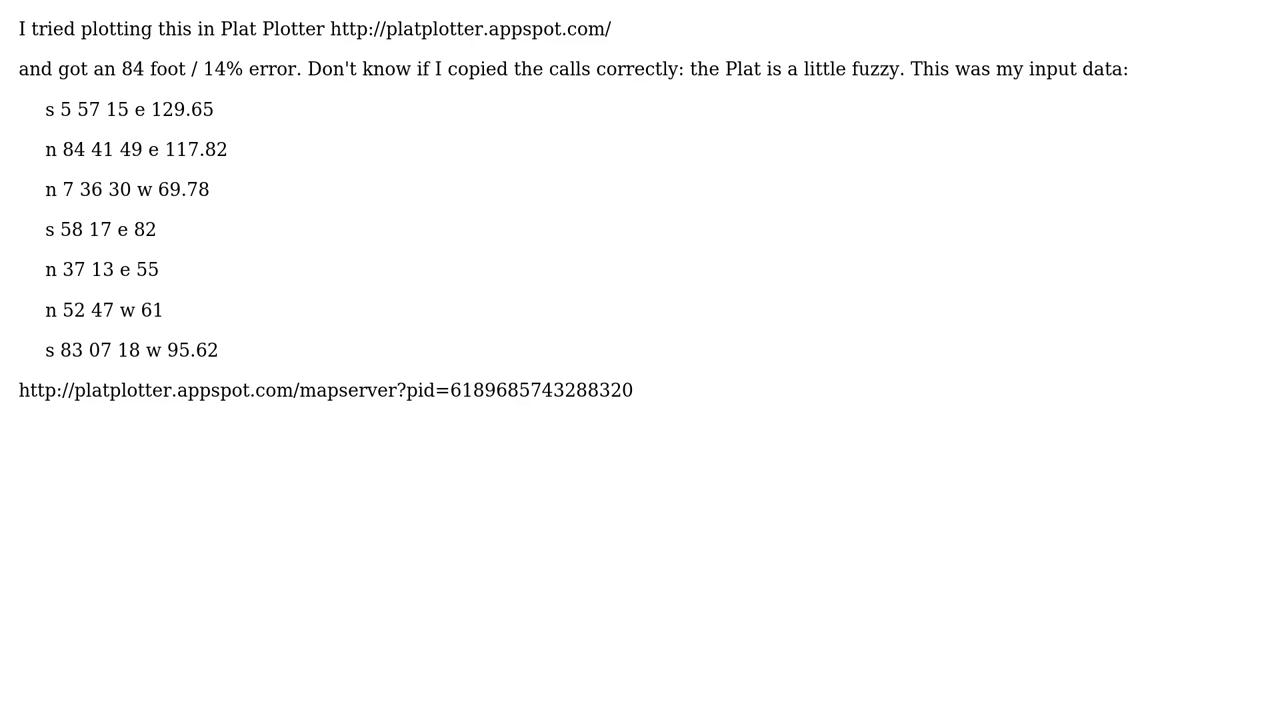 I tried plotting this in Plat Plotter http://platplotter.appspot.com/
and got an 84 foot / 14% error. Don't know if I copied the calls correctly: the Plat is a little fuzzy. This was my input data:
s 5 57 15 e 129.65
n 84 41 49 e 117.82
n 7 36 30 w 69.78
s 58 17 e 82
n 37 13 e 55
n 52 47 w 61
s 83 07 18 w 95.62
http://platplotter.appspot.com/mapserver?pid=6189685743288320